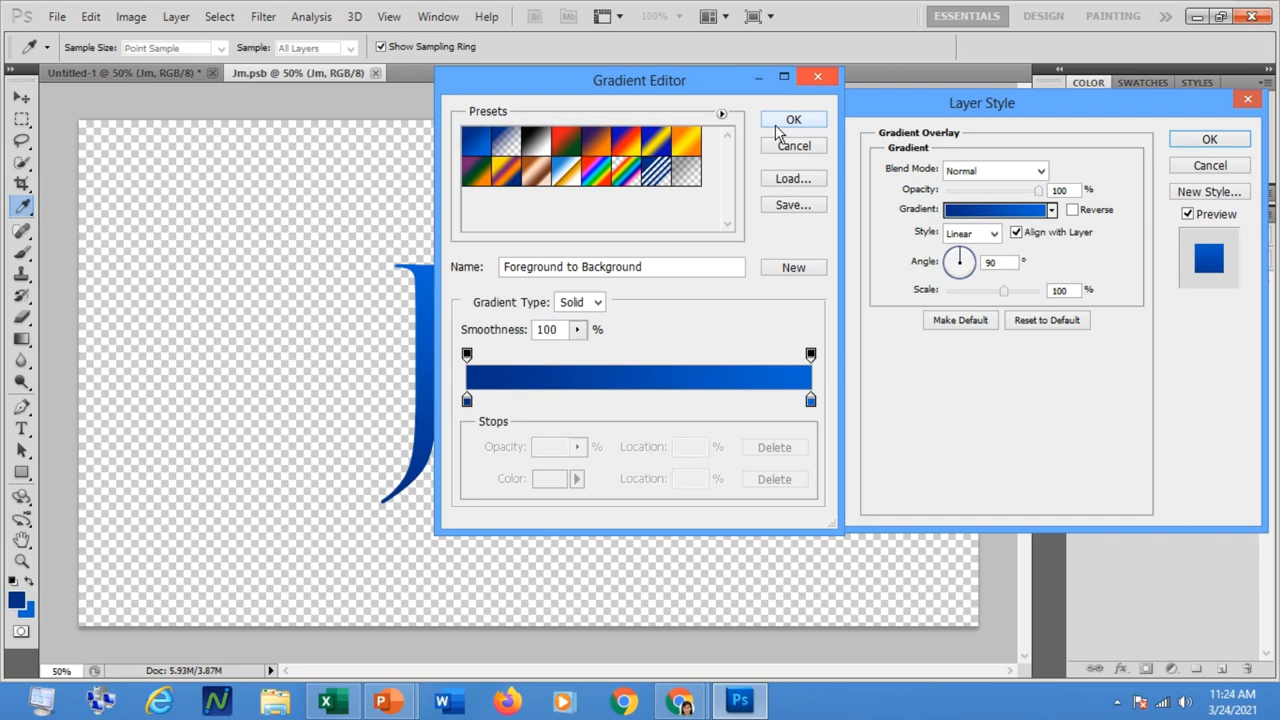 Ps File Edit Image Layer Select Filter Analysis 3D View Window Help Br Mb 100% ESSENTIALS DESIGN PAINTING
Sample Size: Point Sample Sample: All Layers Show Sampling Ring
Untitled-1 @ 50% (Jm, RGB/8) * Jm.psb @ 50% (Jm, RGB/8)
COLOR SWATCHES STYLES
Gradient Editor
Presets
OK
Cancel
Load...
Save...
Name: Foreground to Background New
Gradient Type: Solid
Smoothness: 100 %
Stops
Opacity: % Location: % Delete
Color: Location: % Delete
Layer Style
Gradient Overlay
Gradient
Blend Mode: Normal
Opacity: 100 %
Gradient: Reverse
Style: Linear Align with Layer
Angle: 90 °
Scale: 100 %
Make Default Reset to Default
OK
Cancel
New Style...
Preview
J
T
50% Doc: 5.93M/3.87M
fx
11:24 AM
3/24/2021